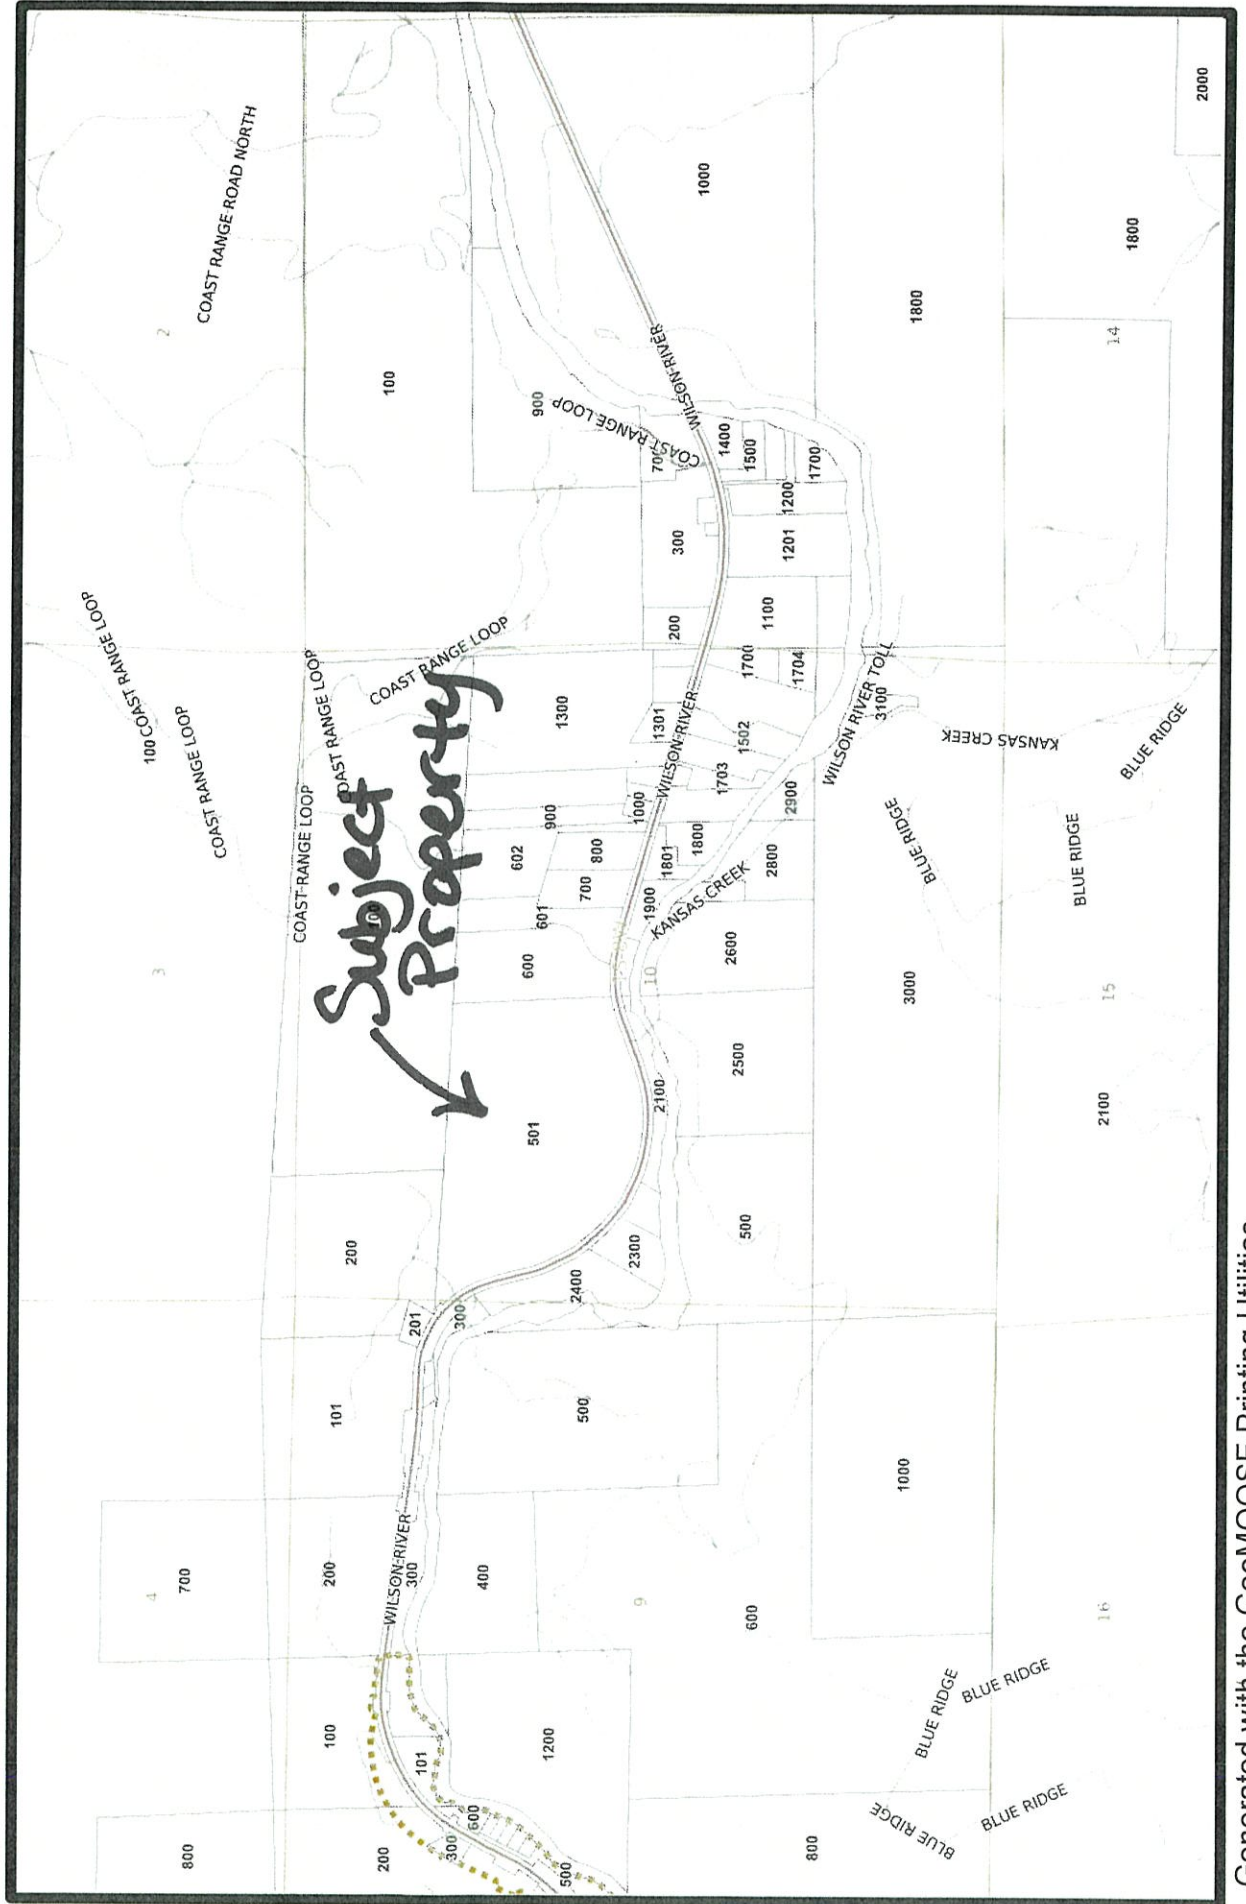 COAST RANGE LOOP
100
COAST RANGE LOOP
4
3
2
COAST RANGE LOOP
700
800
2000
COAST RANGE ROAD NORTH
COAST-RANGE LOOP
COAST RANGE LOOP
100
200
101
200
Subject
Property
100
200
COAST RANGE LOOP
WILSON-RIVER
300
201
101
300
300
600
400
501
600
601
602
900
1300
900
COAST RANGE LOOP
500
1200
500
2400
700
800
2300
1000
1301
9
10
2100
1900
1801
1800
WILSON-RIVER
200
300
WILSON-RIVER
1000
KANSAS CREEK
1703
1502
1700
1400
1500
600
500
2500
2600
2800
2900
1704
1100
1201
1200
1700
800
WILSON RIVER TOLL
3100
1000
3000
1800
BLUE RIDGE
BLUE RIDGE
BLUE RIDGE
KANSAS CREEK
BLUE RIDGE
BLUE RIDGE
BLUE RIDGE
BLUE RIDGE
16
2100
15
14
1800
Generated with the GeoMOOSE Printing Utilities